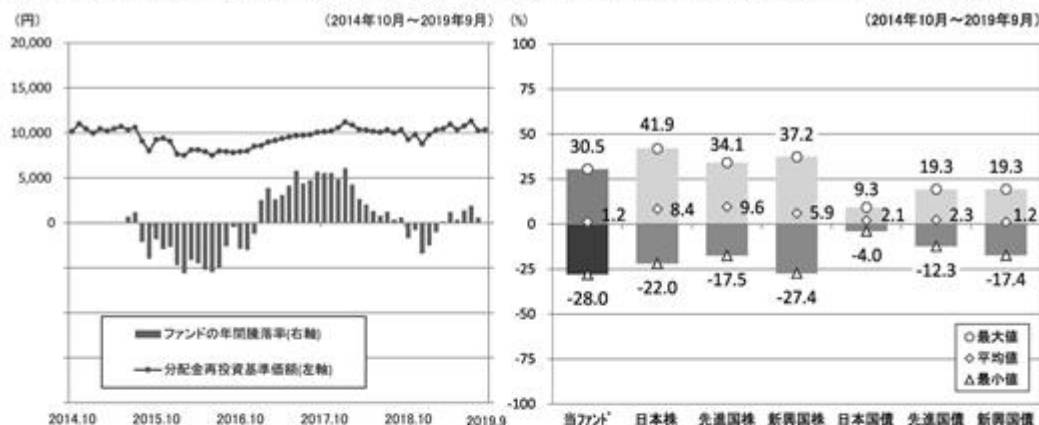 (円)
(2014年10月～2019年9月)
20,000
15,000
10,000
5,000
0
ファンドの年間騰落率(右軸)
分配金再投資基準価額(左軸)
2014.10 2015.10 2016.10 2017.10 2018.10 2019.9
(%)
(2014年10月～2019年9月)
100
75
50
25
0
-25
-50
-75
-100
30.5 41.9 34.1 37.2 9.3 19.3 19.3
1.2 8.4 9.6 5.9 2.1 2.3 1.2
-28.0 -22.0 -17.5 -27.4 -4.0 -12.3 -17.4
最大値
平均値
最小値
当ファンド 日本株 先進国株 新興国株 日本国債 先進国債 新興国債